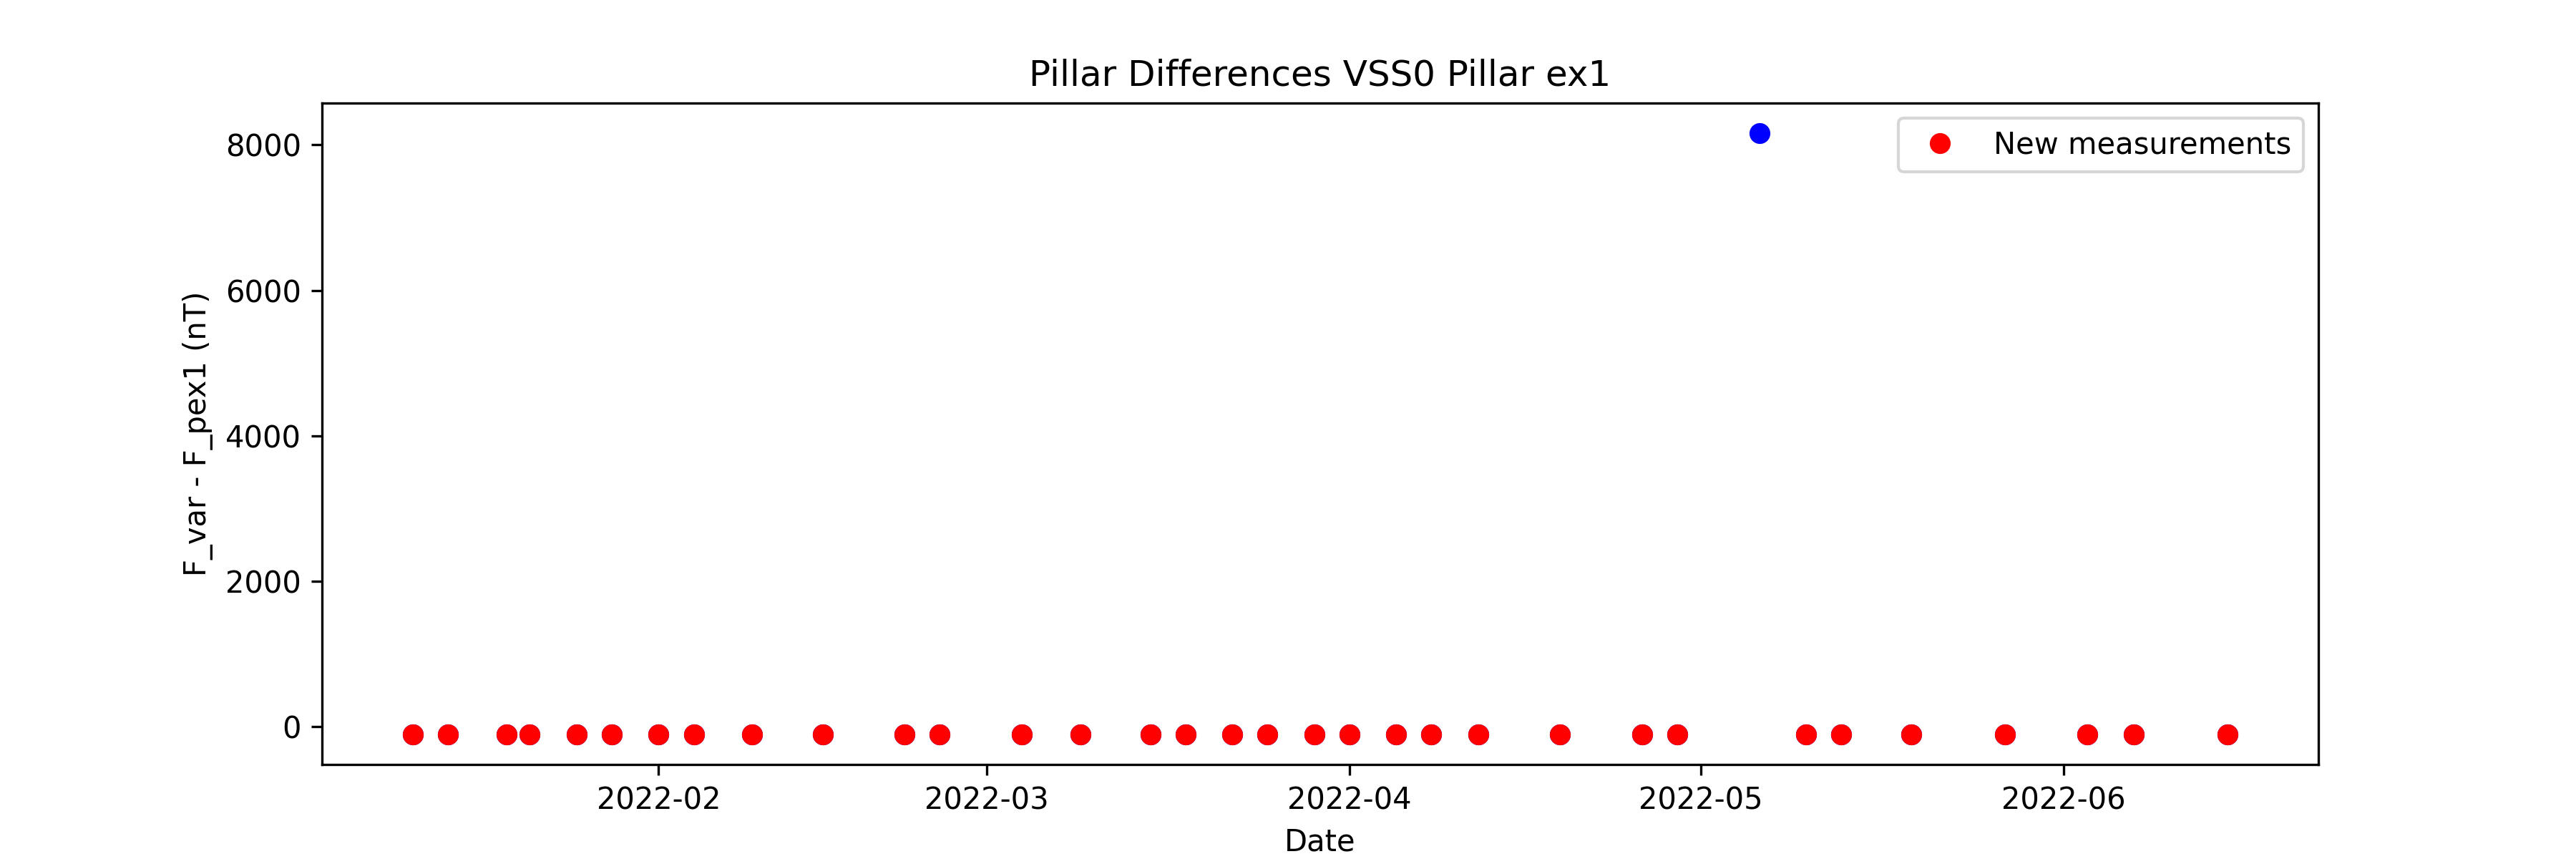 Pillar Differences VSS0 Pillar ex1
New measurements
F_var - F_pex1 (nT)
8000
6000
4000
2000
0
2022-02 2022-03 2022-04 2022-05 2022-06
Date